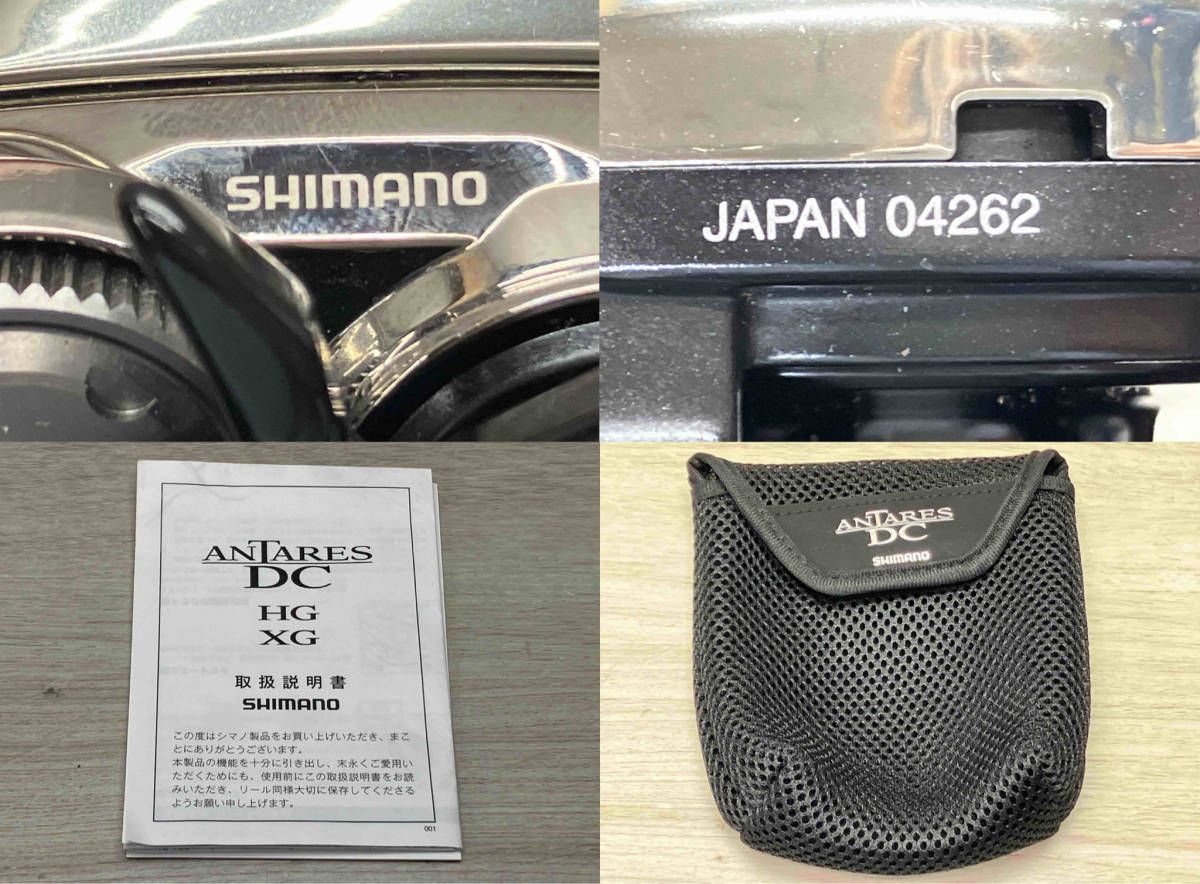 SHIMANO
JAPAN 04262
ANTARES
DC
HG
XG
取扱説明書
SHIMANO
この度はシマノ製品をお買い上げいただき、まこ
とにありがとうございます。
本製品の機能を十分に引き出し、末永くご愛用い
ただくためにも、使用前にこの取扱説明書をお読
みいただき、リール同様大切に保存してくださる
ようお願い申し上げます。
001
ANTARES
DC
SHIMANO